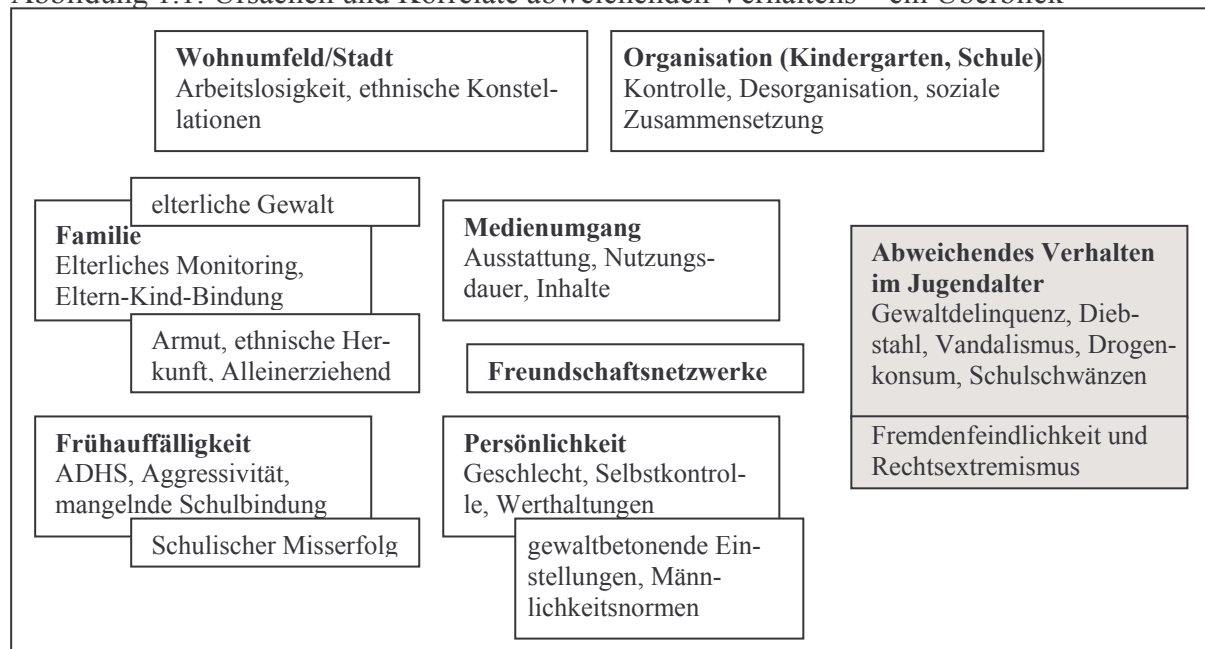 Abbildung 1.1: Ursachen und Korrelate abweichenden Verhaltens – ein Überblick
Wohnumfeld/Stadt
Arbeitslosigkeit, ethnische Konstel-
lationen
Organisation (Kindergarten, Schule)
Kontrolle, Desorganisation, soziale
Zusammensetzung
elterliche Gewalt
Familie
Elterliches Monitoring,
Eltern-Kind-Bindung
Armut, ethnische Her-
kunft, Alleinerziehend
Medienumgang
Ausstattung, Nutzungs-
dauer, Inhalte
Freundschaftsnetzwerke
Frühauffälligkeit
ADHS, Aggressivität,
mangelnde Schulbindung
Schulischer Misserfolg
Persönlichkeit
Geschlecht, Selbstkontrol-
le, Werthaltungen
gewaltbetonende Ein-
stellungen, Männ-
lichkeitsnormen
Abweichendes Verhalten
im Jugendalter
Gewaltdelinquenz, Dieb-
stahl, Vandalismus, Drogen-
konsum, Schulschwänzen
Fremdenfeindlichkeit und
Rechtsextremismus